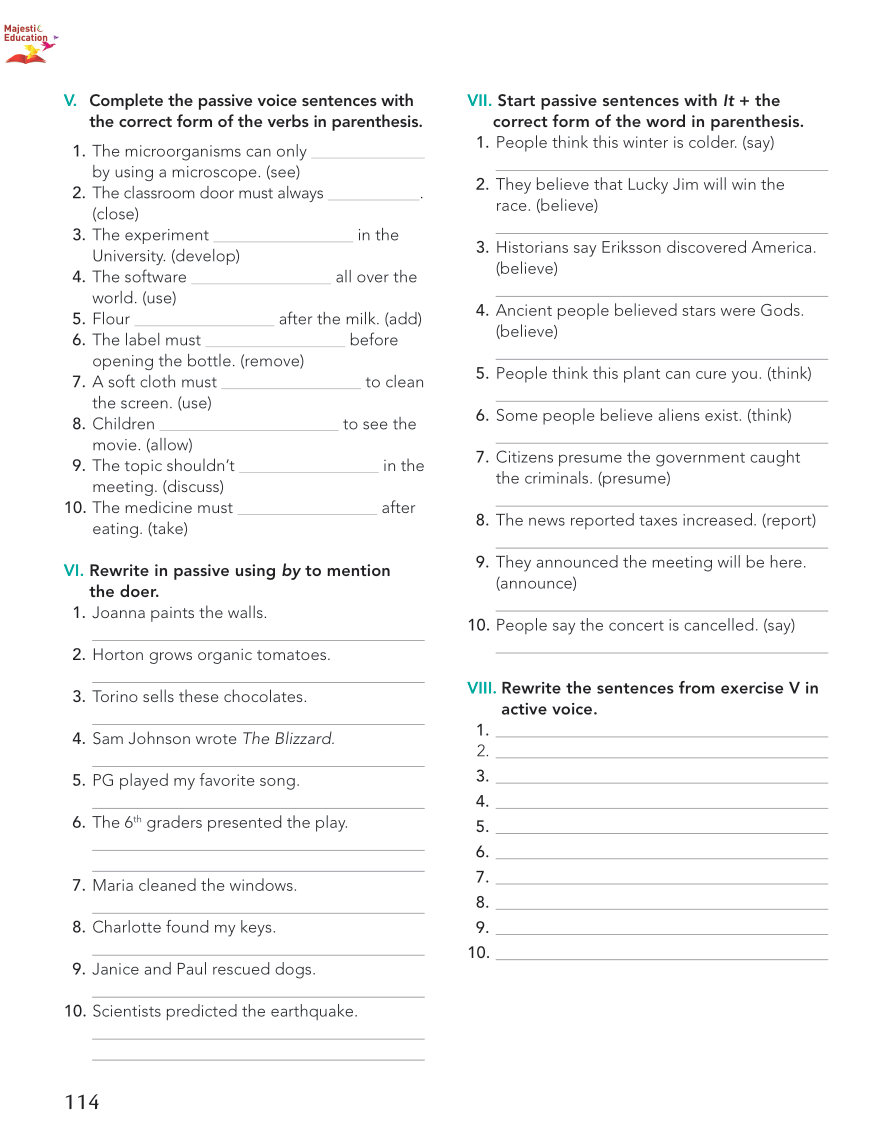 Majesti
Education
V. Complete the passive voice sentences with
the correct form of the verbs in parenthesis.
1. The microorganisms can only ______________
by using a microscope. (see)
2. The classroom door must always ___________.
(close)
3. The experiment _________________ in the
University. (develop)
4. The software _________________ all over the
world. (use)
5. Flour _________________ after the milk. (add)
6. The label must _________________ before
opening the bottle. (remove)
7. A soft cloth must _________________ to clean
the screen. (use)
8. Children ______________________ to see the
movie. (allow)
9. The topic shouldn’t _________________ in the
meeting. (discuss)
10. The medicine must _________________ after
eating. (take)
VI. Rewrite in passive using by to mention
the doer.
1. Joanna paints the walls.
2. Horton grows organic tomatoes.
3. Torino sells these chocolates.
4. Sam Johnson wrote The Blizzard.
5. PG played my favorite song.
6. The 6th graders presented the play.
7. Maria cleaned the windows.
8. Charlotte found my keys.
9. Janice and Paul rescued dogs.
10. Scientists predicted the earthquake.
VII. Start passive sentences with It + the
correct form of the word in parenthesis.
1. People think this winter is colder. (say)
2. They believe that Lucky Jim will win the
race. (believe)
3. Historians say Eriksson discovered America.
(believe)
4. Ancient people believed stars were Gods.
(believe)
5. People think this plant can cure you. (think)
6. Some people believe aliens exist. (think)
7. Citizens presume the government caught
the criminals. (presume)
8. The news reported taxes increased. (report)
9. They announced the meeting will be here.
(announce)
10. People say the concert is cancelled. (say)
VIII. Rewrite the sentences from exercise V in
active voice.
1.
2.
3.
4.
5.
6.
7.
8.
9.
10.
114